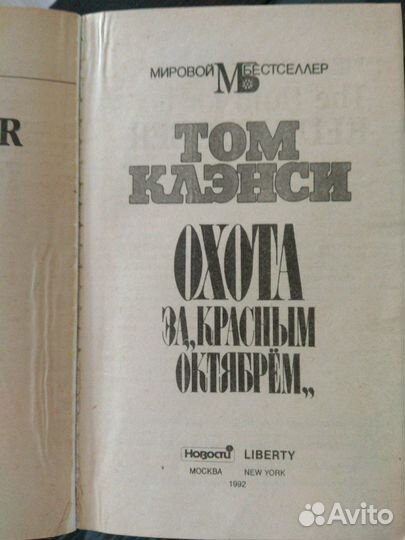 R
МИРОВОЙ МБ БЕСТСЕЛЛЕР
ТОМ
КЛЭНСИ
ОХОТА
ЗА „КРАСНЫМ
ОКТЯБРЁМ„
Новости LIBERTY
МОСКВА NEW YORK
1992
Avito